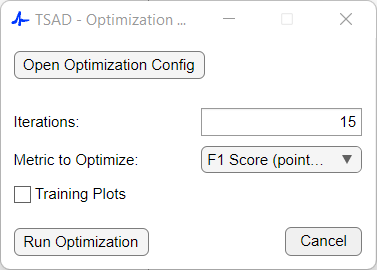 TSAD - Optimization ...
Open Optimization Config
Iterations: 15
Metric to Optimize: F1 Score (point...
Training Plots
Run Optimization Cancel